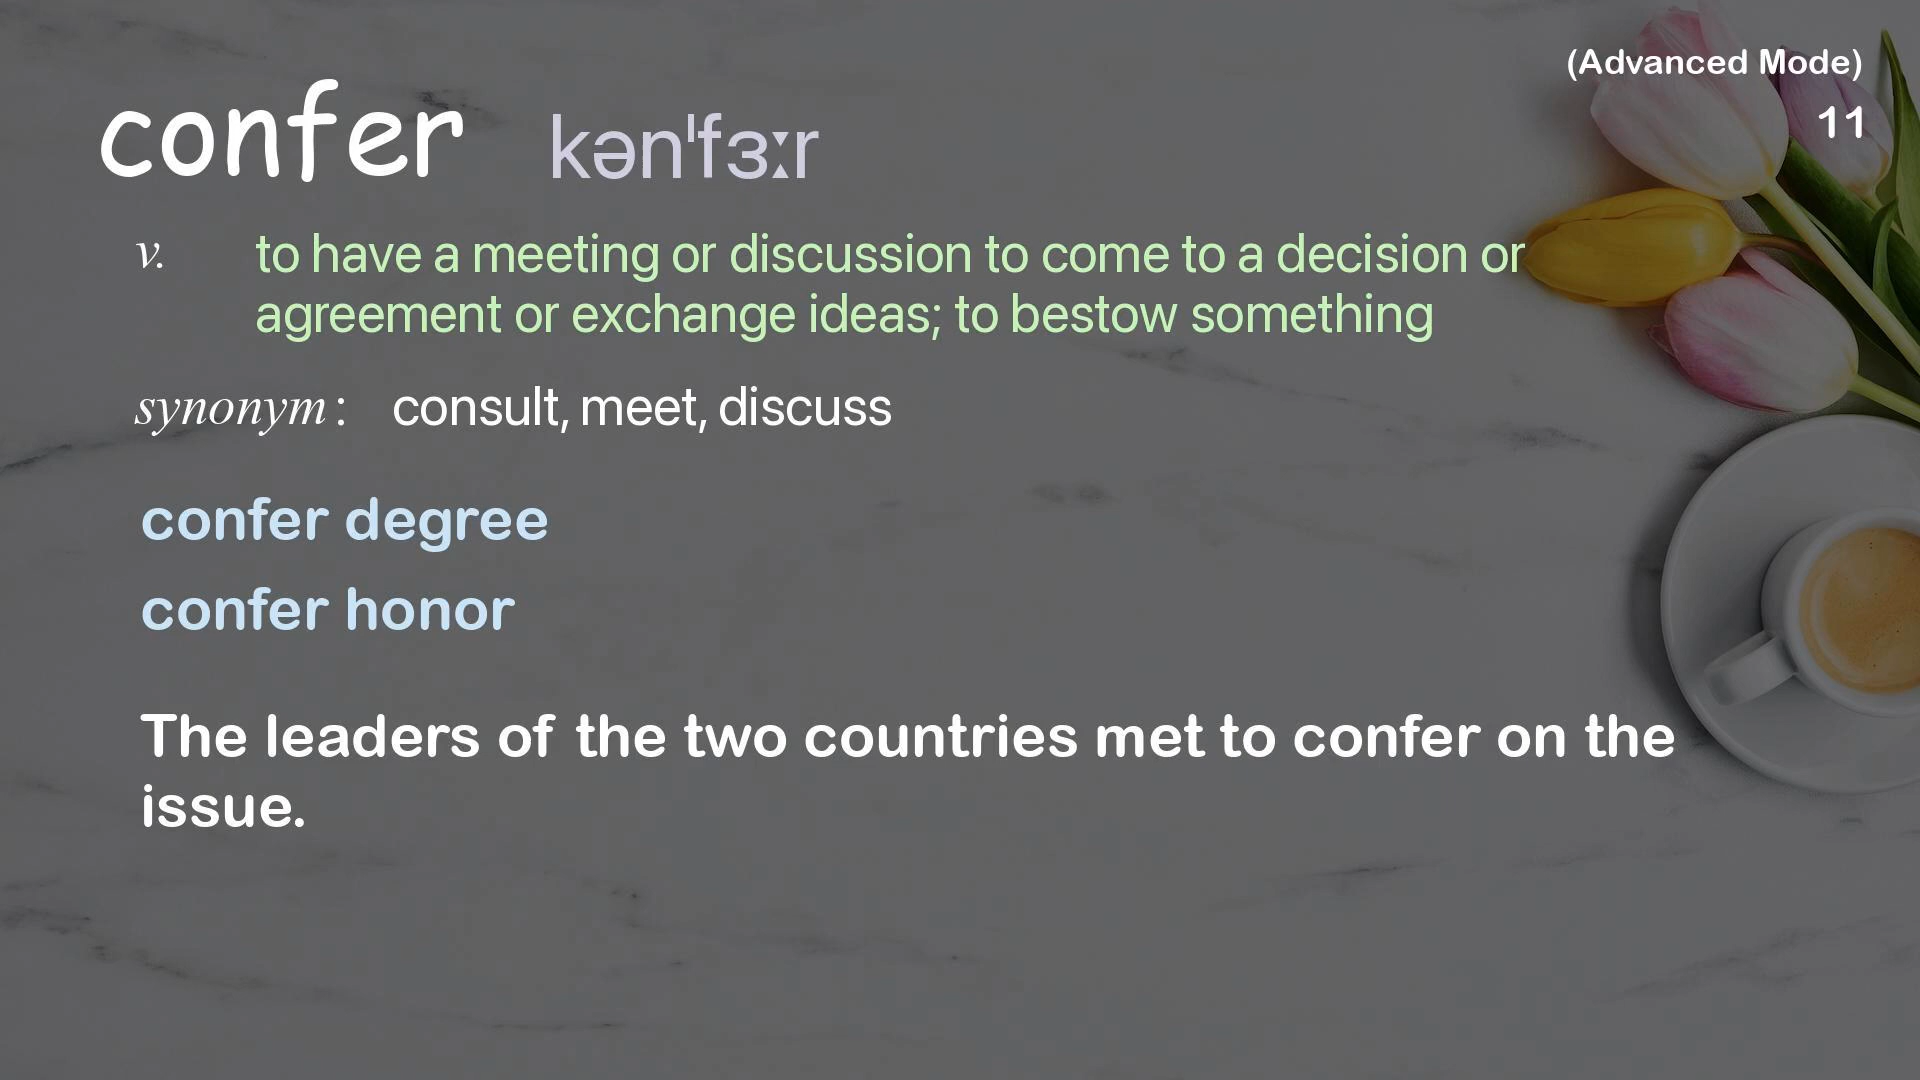 (Advanced Mode)
11
confer kən'fɜːr
v. to have a meeting or discussion to come to a decision or
agreement or exchange ideas; to bestow something
synonym: consult, meet, discuss
confer degree
confer honor
The leaders of the two countries met to confer on the
issue.